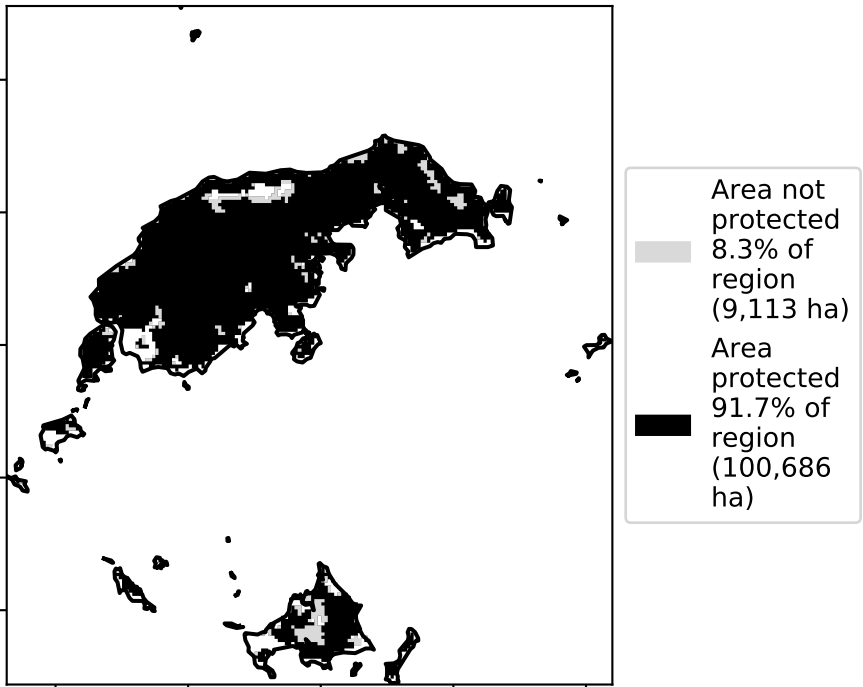 Area not
protected
8.3% of
region
(9,113 ha)
Area
protected
91.7% of
region
(100,686
ha)